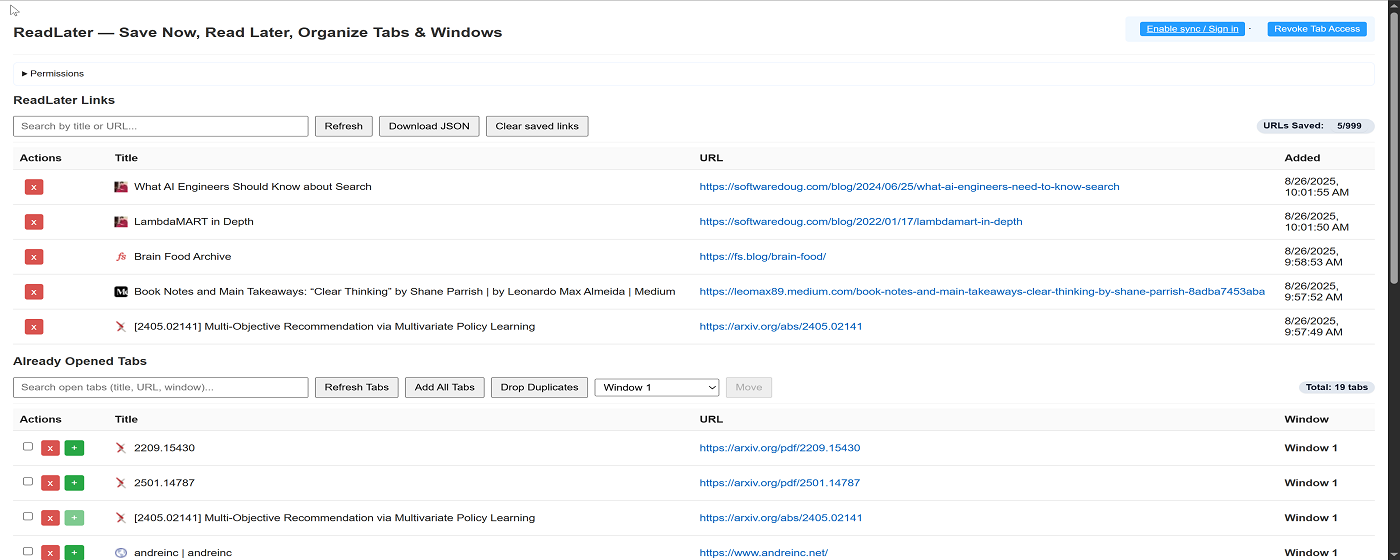 ReadLater — Save Now, Read Later, Organize Tabs & Windows
Enable sync / Sign In · Revoke Tab Access
▸ Permissions
ReadLater Links
Search by title or URL... Refresh Download JSON Clear saved links URLs Saved: 5/999
Actions Title URL Added
x What AI Engineers Should Know about Search https://softwaredoug.com/blog/2024/06/25/what-ai-engineers-need-to-know-search 8/26/2025, 10:01:55 AM
x LambdaMART in Depth https://softwaredoug.com/blog/2022/01/17/lambdamart-in-depth 8/26/2025, 10:01:50 AM
x fs Brain Food Archive https://fs.blog/brain-food/ 8/26/2025, 9:58:53 AM
x Book Notes and Main Takeaways: “Clear Thinking” by Shane Parrish | by Leonardo Max Almeida | Medium https://leomax89.medium.com/book-notes-and-main-takeaways-clear-thinking-by-shane-parrish-8adba7453aba 8/26/2025, 9:57:52 AM
x [2405.02141] Multi-Objective Recommendation via Multivariate Policy Learning https://arxiv.org/abs/2405.02141 8/26/2025, 9:57:49 AM
Already Opened Tabs
Search open tabs (title, URL, window)... Refresh Tabs Add All Tabs Drop Duplicates Window 1 Move Total: 19 tabs
Actions Title URL Window
x + 2209.15430 https://arxiv.org/pdf/2209.15430 Window 1
x + 2501.14787 https://arxiv.org/pdf/2501.14787 Window 1
x + [2405.02141] Multi-Objective Recommendation via Multivariate Policy Learning https://arxiv.org/abs/2405.02141 Window 1
x + andreinc | andreinc https://www.andreinc.net/ Window 1